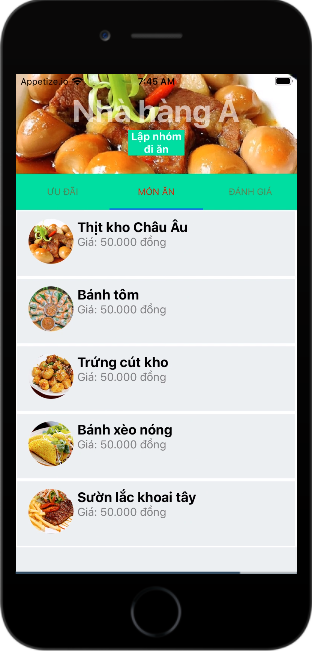 Appetize.io 7:45 AM
Nhà hàng A
Lập nhóm
đi ăn
ƯU ĐÃI MÓN ĂN ĐÁNH GIÁ
Thịt kho Châu Âu
Giá: 50.000 đồng
Bánh tôm
Giá: 50.000 đồng
Trứng cút kho
Giá: 50.000 đồng
Bánh xèo nóng
Giá: 50.000 đồng
Sườn lắc khoai tây
Giá: 50.000 đồng